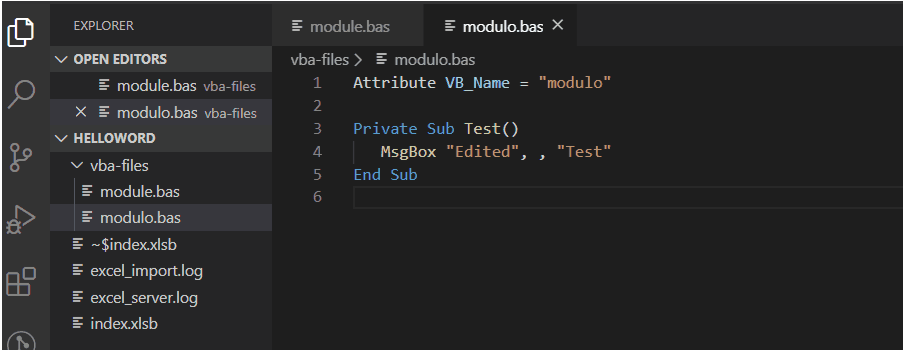 EXPLORER
OPEN EDITORS
module.bas vba-files
modulo.bas vba-files
HELLOWORD
vba-files
module.bas
modulo.bas
~$index.xlsb
excel_import.log
excel_server.log
index.xlsb
module.bas
modulo.bas
vba-files > modulo.bas
1 Attribute VB_Name = "modulo"
2
3 Private Sub Test()
4 MsgBox "Edited", , "Test"
5 End Sub
6